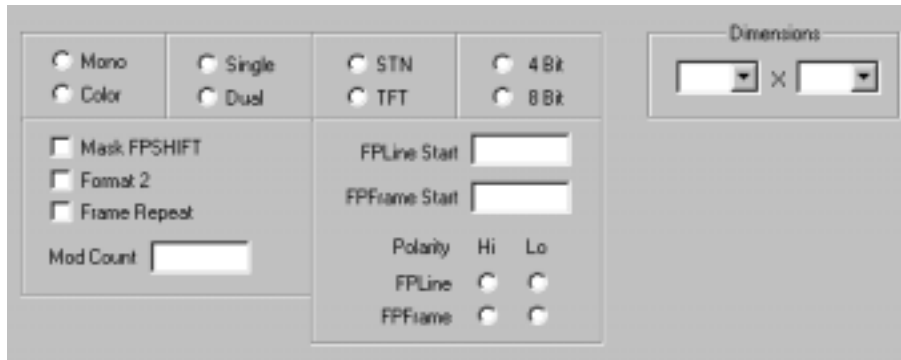 Dimensions
Mono Single STN 4 Bit
X
Color Dual TFT 8 Bit
Mask FPSHIFT
Format 2
Frame Repeat
Mod Count
FPLine Start
FPFrame Start
Polarity Hi Lo
FPLine
FPFrame